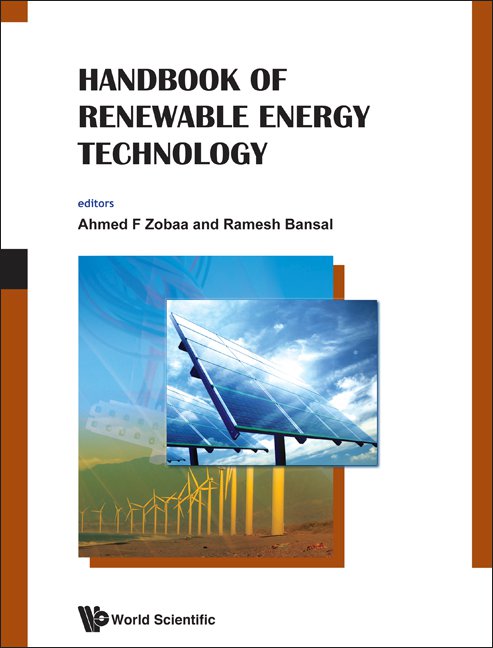 HANDBOOK OF
RENEWABLE ENERGY
TECHNOLOGY
editors
Ahmed F Zobaa and Ramesh Bansal
World Scientific